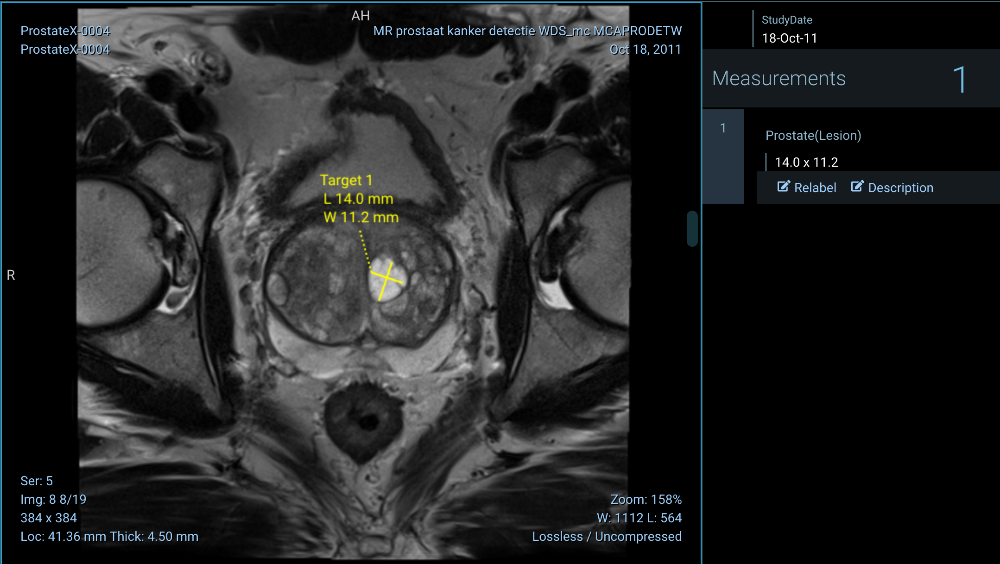 AH
ProstateX-0004
ProstateX-0004
MR prostaat kanker detectie WDS_mc MCAPRODETW
Oct 18, 2011
Target 1
L 14.0 mm
W 11.2 mm
R
Ser: 5
Img: 8 8/19
384 x 384
Loc: 41.36 mm Thick: 4.50 mm
Zoom: 158%
W: 1112 L: 564
Lossless / Uncompressed
StudyDate
18-Oct-11
Measurements 1
1
Prostate(Lesion)
14.0 x 11.2
Relabel Description